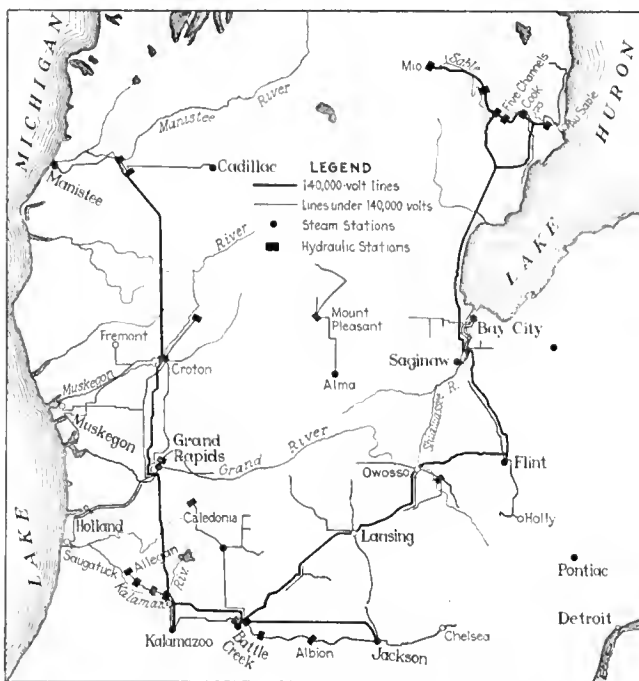 MICHIGAN
LAKE
Mio
Sable
Five Channels
Cook
Au Sable
HURON
LAKE
Manistee
River
Manistee
Cadillac
LEGEND
140,000-volt lines
Lines under 140,000 volts
Steam Stations
Hydraulic Stations
River
Mount
Pleasant
Alma
Bay City
Saginaw
R.
Shiawassee
Fremont
Croton
Muskegon
Muskegon
Grand
Rapids
Grand
River
Owosso
Flint
Holly
Holland
Caledonia
Lansing
Saugatuck
Allegan
Kalamazoo
Riv.
Pontiac
Detroit
Kalamazoo
Battle
Creek
Albion
Jackson
Chelsea